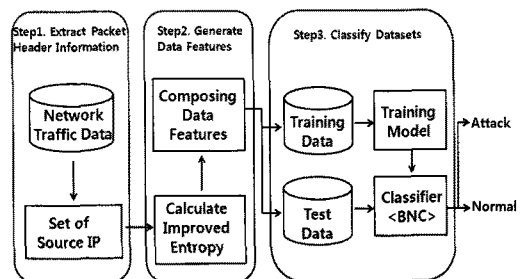 Step1. Extract Packet
Header Information
Network
Traffic Data
Set of
Source IP
Step2. Generate
Data Features
Composing
Data
Features
Calculate
Improved
Entropy
Step3. Classify Datasets
Training
Data
Training
Model
Test
Data
Classifier
<BNC>
Attack
Normal